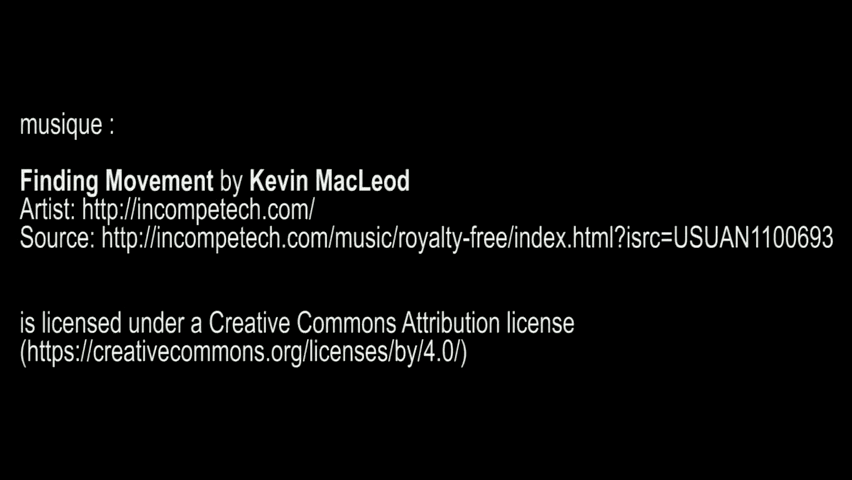 musique :
Finding Movement by Kevin MacLeod
Artist: http://incompetech.com/
Source: http://incompetech.com/music/royalty-free/index.html?isrc=USUAN1100693
is licensed under a Creative Commons Attribution license
(https://creativecommons.org/licenses/by/4.0/)